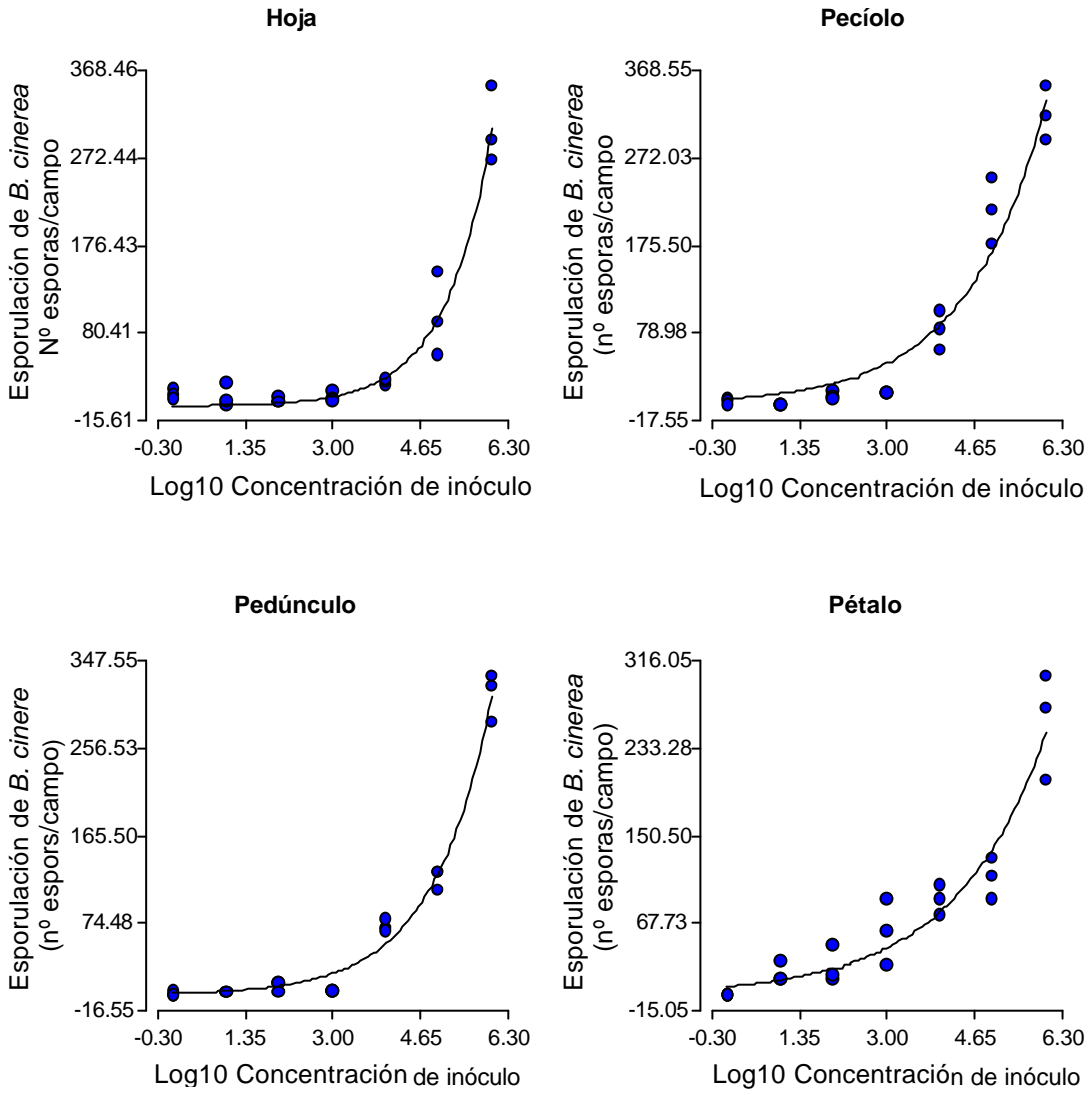 Hoja
Esporulación de B. cinerea
Nº esporas/campo
368.46
272.44
176.43
80.41
-15.61
-0.30 1.35 3.00 4.65 6.30
Log10 Concentración de inóculo
Pecíolo
Esporulación de B. cinerea
(nº esporas/campo
368.55
272.03
175.50
78.98
-17.55
-0.30 1.35 3.00 4.65 6.30
Log10 Concentración de inóculo
Pedúnculo
Esporulación de B. cinere
(nº espors/campo)
347.55
256.53
165.50
74.48
-16.55
-0.30 1.35 3.00 4.65 6.30
Log10 Concentración de inóculo
Pétalo
Esporulación de B. cinerea
(nº esporas/campo)
316.05
233.28
150.50
67.73
-15.05
-0.30 1.35 3.00 4.65 6.30
Log10 Concentración de inóculo